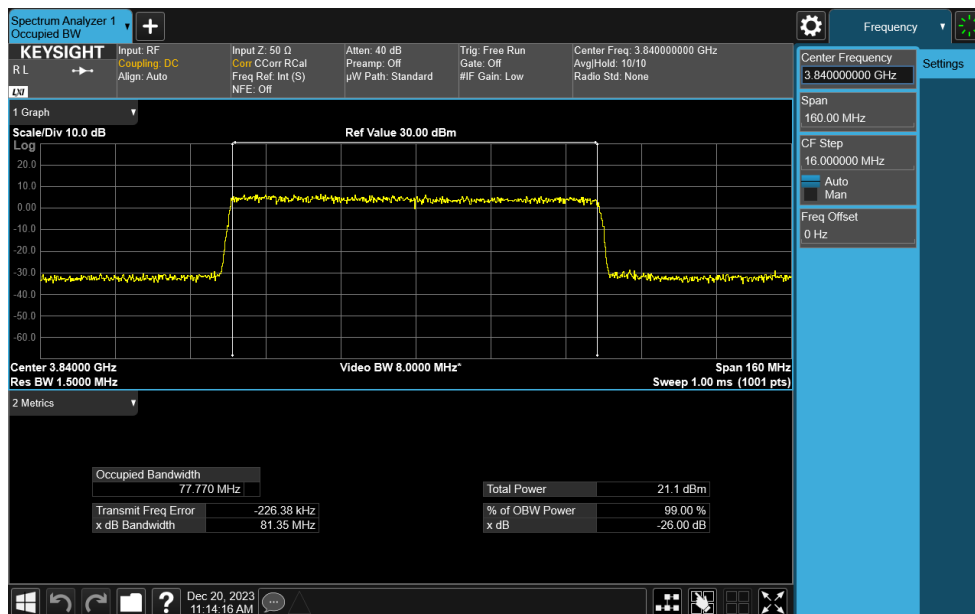 Spectrum Analyzer 1
Occupied BW
Frequency
KEYSIGHT
R L
LXI
Input: RF
Coupling: DC
Align: Auto
Input Z: 50 Ω
Corr CCorr RCal
Freq Ref: Int (S)
NFE: Off
Atten: 40 dB
Preamp: Off
µW Path: Standard
Trig: Free Run
Gate: Off
#IF Gain: Low
Center Freq: 3.840000000 GHz
Avg|Hold: 10/10
Radio Std: None
Center Frequency
3.840000000 GHz
Settings
Span
160.00 MHz
CF Step
16.000000 MHz
Auto
Man
Freq Offset
0 Hz
1 Graph
Scale/Div 10.0 dB
Ref Value 30.00 dBm
Log
20.0
10.0
0.00
-10.0
-20.0
-30.0
-40.0
-50.0
-60.0
Center 3.84000 GHz
Video BW 8.0000 MHz*
Span 160 MHz
Res BW 1.5000 MHz
Sweep 1.00 ms (1001 pts)
2 Metrics
Occupied Bandwidth
77.770 MHz
Total Power 21.1 dBm
Transmit Freq Error -226.38 kHz
% of OBW Power 99.00 %
x dB Bandwidth 81.35 MHz
x dB -26.00 dB
?
Dec 20, 2023
11:14:16 AM